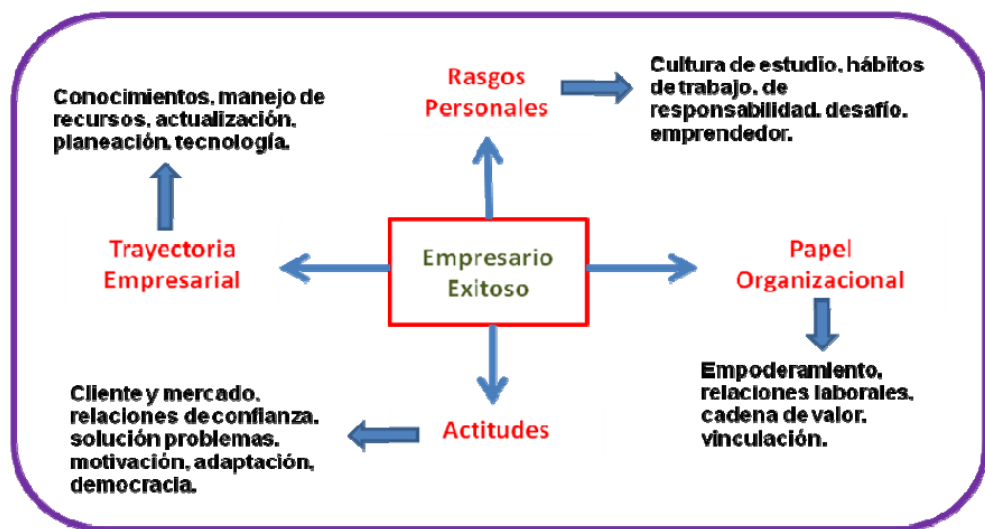 Rasgos
Personales
Cultura de estudio, hábitos
de trabajo, de
responsabilidad, desafío.
emprendedor.
Conocimientos, manejo de
recursos, actualización,
planeación, tecnología.
Trayectoria
Empresarial
Empresario
Exitoso
Papel
Organizacional
Cliente y mercado,
relaciones de confianza,
solución problemas.
motivación, adaptación,
democracia.
Actitudes
Empoderamiento,
relaciones laborales,
cadena de valor.
vinculación.